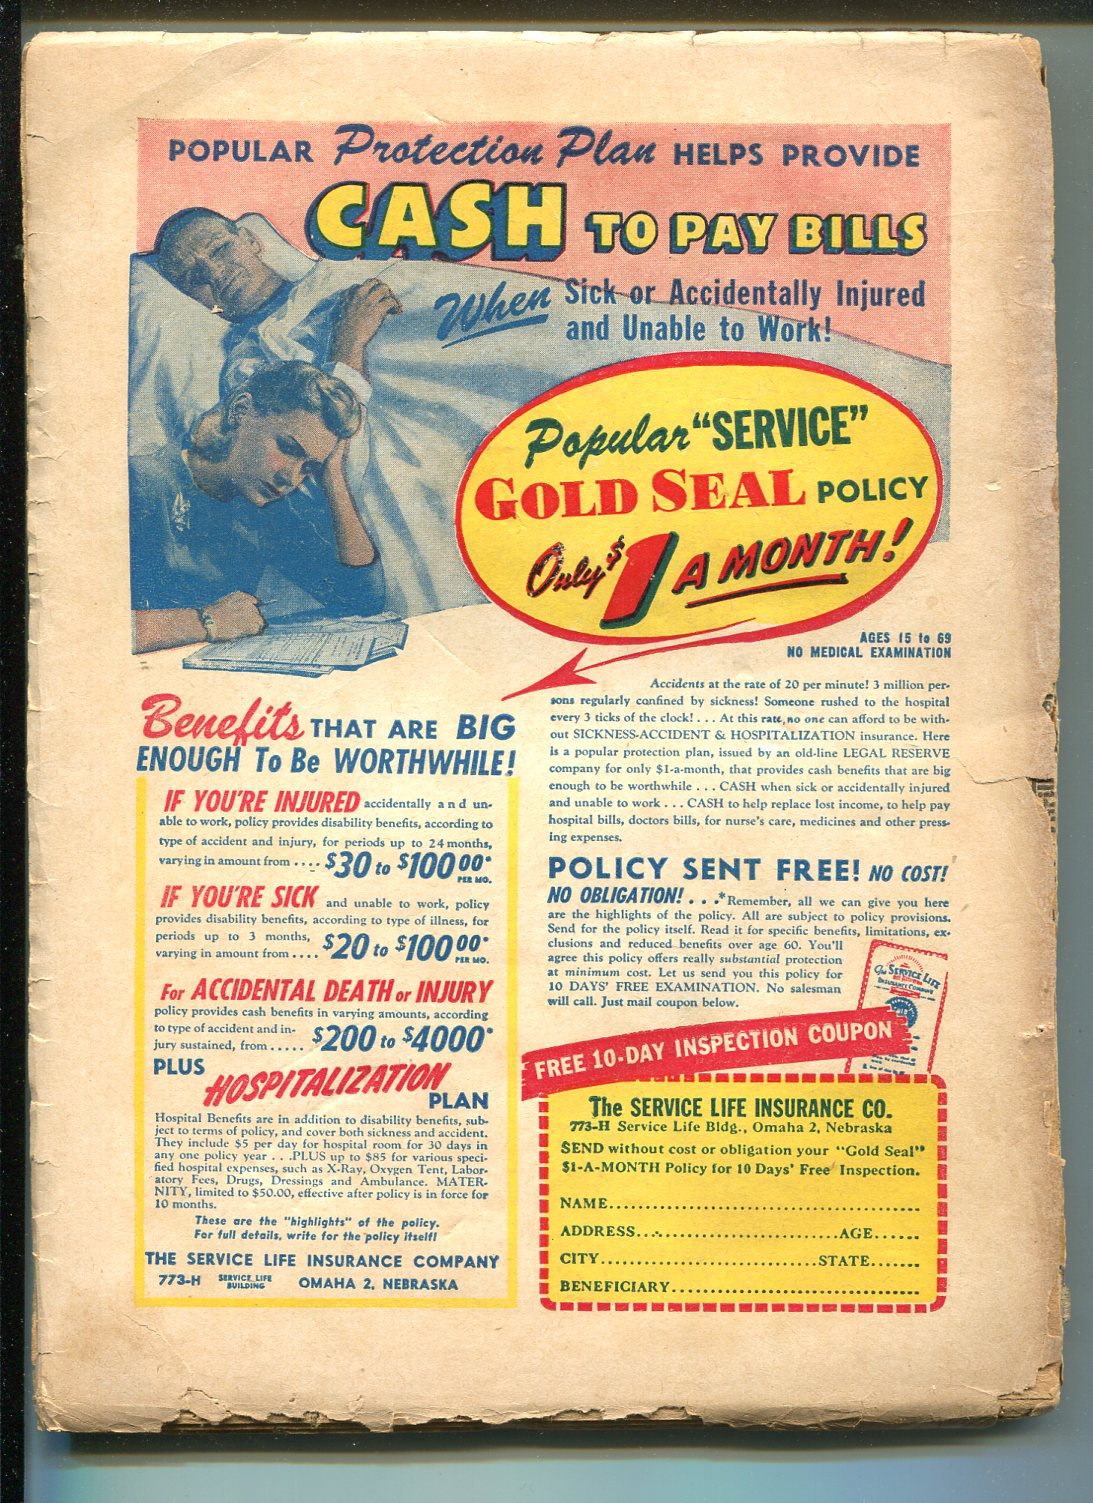 POPULAR Protection Plan HELPS PROVIDE
CASH TO PAY BILLS
When Sick or Accidentally Injured
and Unable to Work!
Popular "SERVICE"
GOLD SEAL POLICY
Only $1 A MONTH!
AGES 15 to 69
NO MEDICAL EXAMINATION
Benefits THAT ARE BIG
ENOUGH To Be WORTHWHILE!
IF YOU'RE INJURED accidentally and un-
able to work, policy provides disability benefits, according to
type of accident and injury, for periods up to 24 months,
varying in amount from .... $30 to $100.00*
PER MO.
IF YOU'RE SICK and unable to work, policy
provides disability benefits, according to type of illness, for
periods up to 3 months,
varying in amount from .... $20 to $100.00*
PER MO.
For ACCIDENTAL DEATH or INJURY
policy provides cash benefits in varying amounts, according
to type of accident and in-
jury sustained, from ..... $200 to $4000*
PLUS
HOSPITALIZATION
PLAN
Hospital Benefits are in addition to disability benefits, sub-
ject to terms of policy, and cover both sickness and accident.
They include $5 per day for hospital room for 30 days in
any one policy year . . .PLUS up to $85 for various speci-
fied hospital expenses, such as X-Ray, Oxygen Tent, Labor-
atory Fees, Drugs, Dressings and Ambulance. MATER-
NITY, limited to $50.00, effective after policy is in force for
10 months.
These are the "highlights" of the policy.
For full details, write for the policy itself!
THE SERVICE LIFE INSURANCE COMPANY
773-H SERVICE LIFE BUILDING OMAHA 2, NEBRASKA
Accidents at the rate of 20 per minute! 3 million per-
sons regularly confined by sickness! Someone rushed to the hospital
every 3 ticks of the clock! . . . At this rate, no one can afford to be with-
out SICKNESS-ACCIDENT & HOSPITALIZATION insurance. Here
is a popular protection plan, issued by an old-line LEGAL RESERVE
company for only $1-a-month, that provides cash benefits that are big
enough to be worthwhile . . . CASH when sick or accidentally injured
and unable to work . . . CASH to help replace lost income, to help pay
hospital bills, doctors bills, for nurse's care, medicines and other press-
ing expenses.
POLICY SENT FREE! NO COST!
NO OBLIGATION! . . .*Remember, all we can give you here
are the highlights of the policy. All are subject to policy provisions.
Send for the policy itself. Read it for specific benefits, limitations, ex-
clusions and reduced benefits over age 60. You'll
agree this policy offers really substantial protection
at minimum cost. Let us send you this policy for
10 DAYS' FREE EXAMINATION. No salesman
will call. Just mail coupon below.
The SERVICE LIFE
INSURANCE COMPANY
FREE 10-DAY INSPECTION COUPON
The SERVICE LIFE INSURANCE CO.
773-H Service Life Bldg., Omaha 2, Nebraska
SEND without cost or obligation your "Gold Seal"
$1-A-MONTH Policy for 10 Days' Free Inspection.
NAME
ADDRESS AGE
CITY STATE
BENEFICIARY